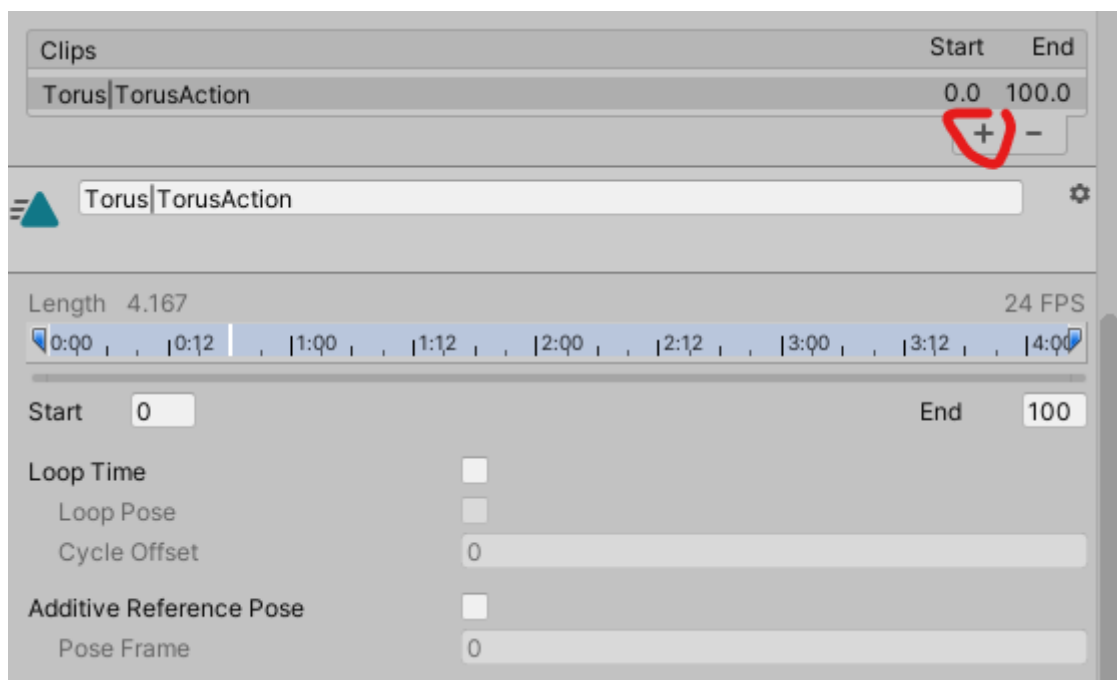 Clips Start End
Torus|TorusAction 0.0 100.0
+ −
Torus|TorusAction
Length 4.167 24 FPS
0:00 0:12 1:00 1:12 2:00 2:12 3:00 3:12 4:00
Start 0 End 100
Loop Time
Loop Pose
Cycle Offset 0
Additive Reference Pose
Pose Frame 0